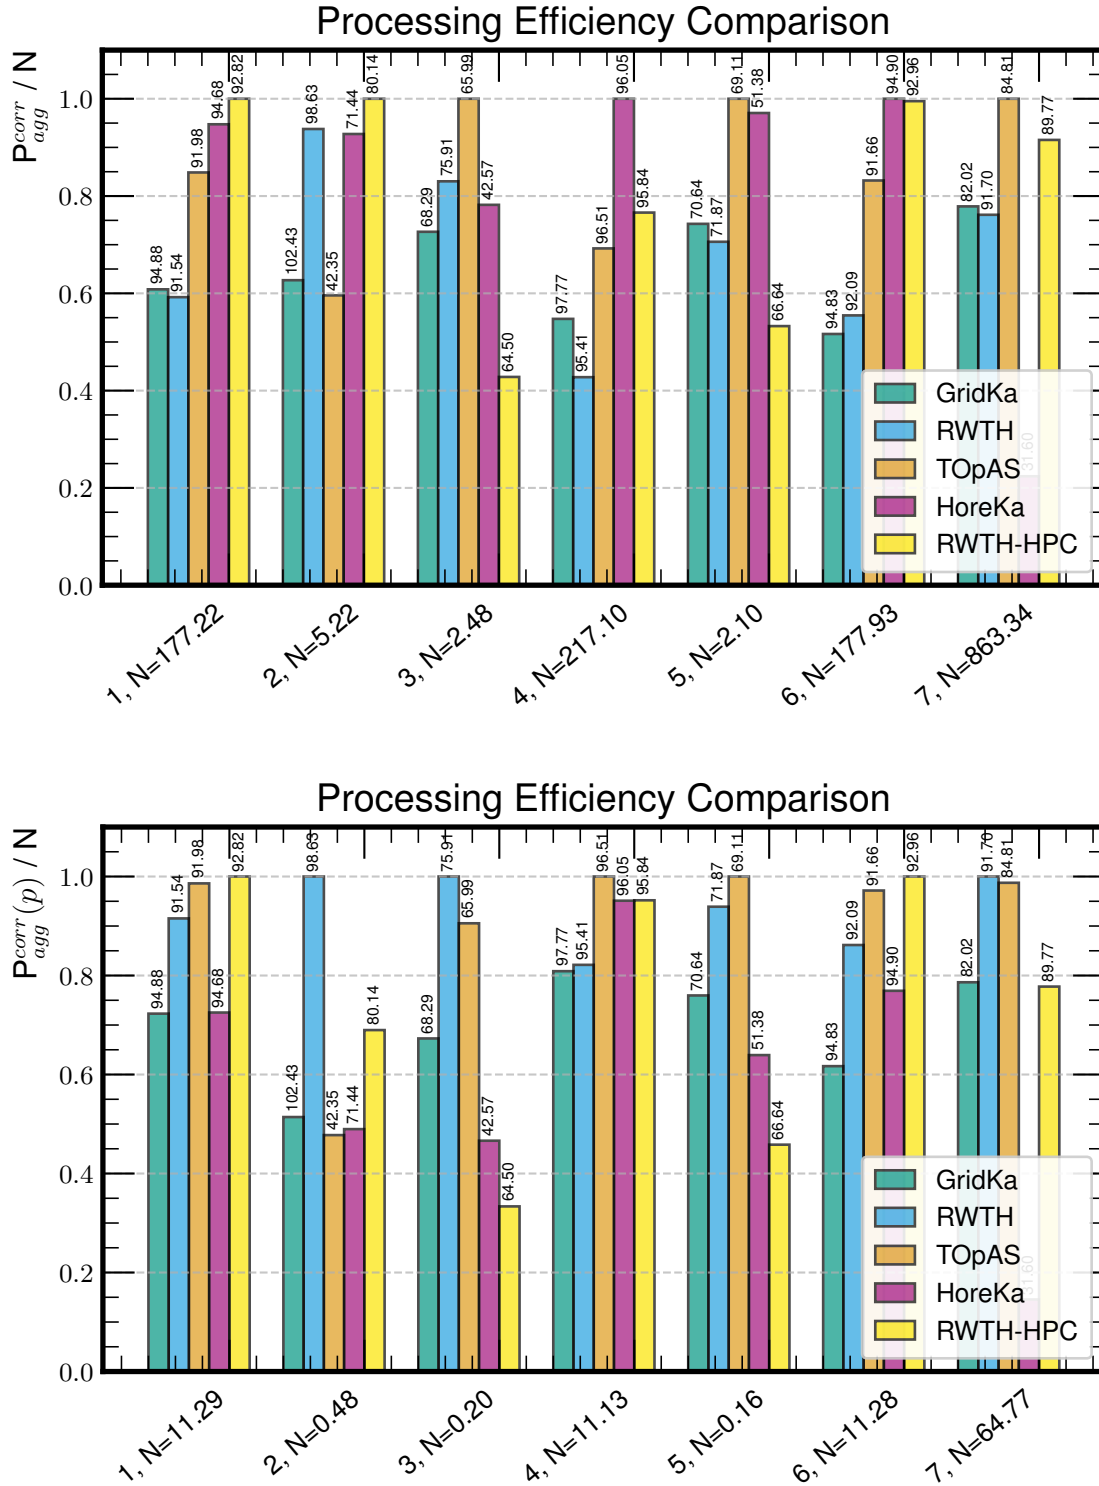 Processing Efficiency Comparison
P_agg^corr / N
1.0
0.8
0.6
0.4
0.2
0.0
94.88 91.54 91.98 94.68 92.82
102.43 98.63 42.35 71.44 80.14
68.29 75.91 65.99 42.57 64.50
97.77 95.41 96.51 96.05 95.84
70.64 71.87 69.11 51.38 66.64
94.83 92.09 91.66 94.90 92.96
82.02 91.70 84.81 31.60 89.77
GridKa
RWTH
TOpAS
HoreKa
RWTH-HPC
1, N=177.22
2, N=5.22
3, N=2.48
4, N=217.10
5, N=2.10
6, N=177.93
7, N=863.34
Processing Efficiency Comparison
P_agg^corr(p) / N
1.0
0.8
0.6
0.4
0.2
0.0
94.88 91.54 91.98 94.68 92.82
102.43 98.63 42.35 71.44 80.14
68.29 75.91 65.99 42.57 64.50
97.77 95.41 96.51 96.05 95.84
70.64 71.87 69.11 51.38 66.64
94.83 92.09 91.66 94.90 92.96
82.02 91.70 84.81 31.60 89.77
GridKa
RWTH
TOpAS
HoreKa
RWTH-HPC
1, N=11.29
2, N=0.48
3, N=0.20
4, N=11.13
5, N=0.16
6, N=11.28
7, N=64.77